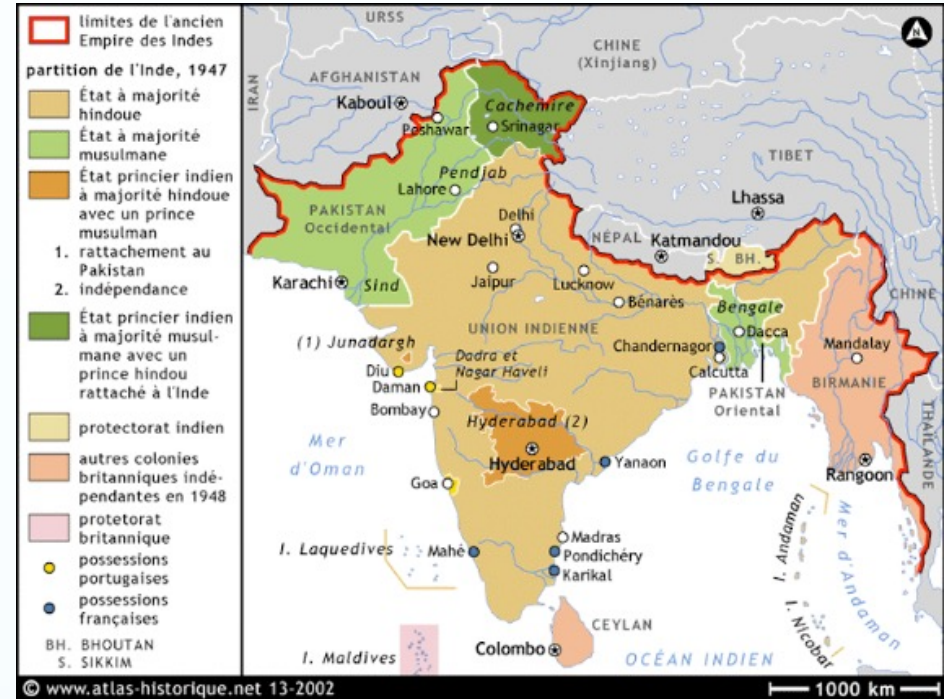 limites de l'ancien
Empire des Indes
partition de l'Inde, 1947
État à majorité
hindoue
État à majorité
musulmane
État princier indien
à majorité hindoue
avec un prince
musulman
1. rattachement au
Pakistan
2. indépendance
État princier indien
à majorité musul-
mane avec un
prince hindou
rattaché à l'Inde
protectorat indien
autres colonies
britanniques indé-
pendantes en 1948
protetorat
britannique
possessions
portugaises
possessions
françaises
BH. BHOUTAN
S. SIKKIM
URSS
N
CHINE
(Xinjiang)
IRAN
AFGHANISTAN
Kaboul
Cachemire
Peshawar
Srinagar
TIBET
Pendjab
Lahore
Lhassa
PAKISTAN
Occidental
Delhi
New Delhi
NÉPAL
Katmandou
S. BH.
Karachi
Sind
Jaipur
Lucknow
CHINE
Bénarès
Bengale
UNION INDIENNE
Dacca
(1) Junadargh
Chandernagor
Mandalay
Diu
Dadra et
Nagar Haveli
Calcutta
BIRMANIE
Daman
PAKISTAN
Oriental
Bombay
Hyderabad (2)
THAÏLANDE
Mer
d'Oman
Hyderabad
Yanaon
Golfe du
Bengale
Rangoon
Goa
Madras
I. Laquedives
Mahé
Pondichéry
Karikal
I. Andaman
Mer d'Andaman
CEYLAN
I. Nicobar
Colombo
I. Maldives
OCÉAN INDIEN
© www.atlas-historique.net 13-2002
1000 km